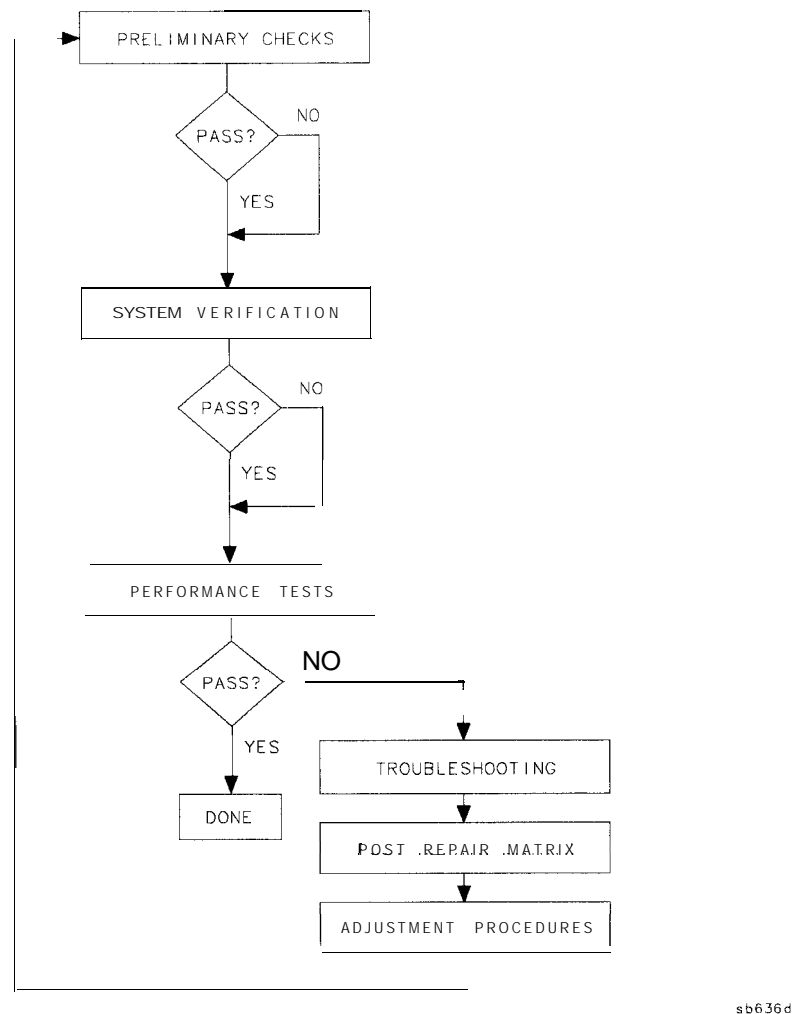 PRELIMINARY CHECKS
NO
PASS?
YES
SYSTEM VERIFICATION
NO
PASS?
YES
PERFORMANCE TESTS
NO
PASS?
YES
TROUBLESHOOTING
DONE
POST .REPAIR .MATRIX
ADJUSTMENT PROCEDURES
sb636d